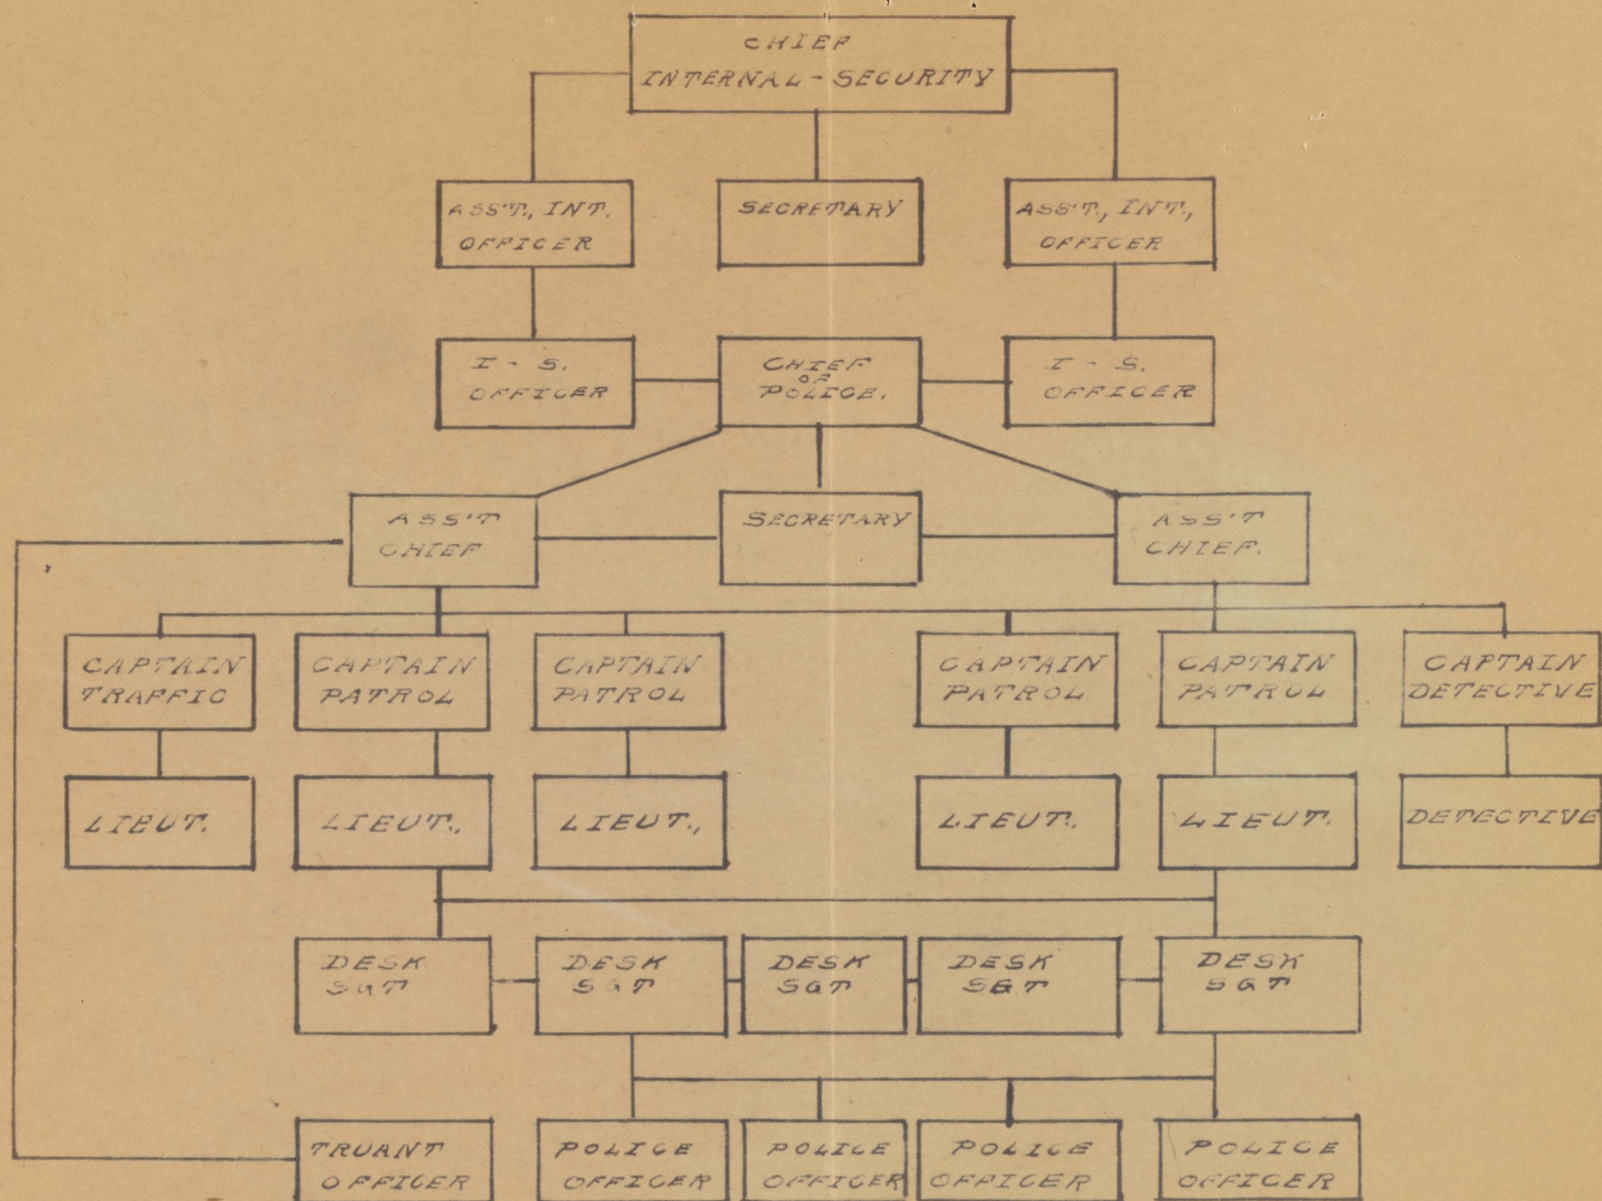 CHIEF
INTERNAL-SECURITY
ASS'T., INT.
OFFICER
SECRETARY
ASS'T., INT.,
OFFICER
I - S.
OFFICER
CHIEF
OF
POLICE.
I - S.
OFFICER
ASS'T
CHIEF
SECRETARY
ASS'T
CHIEF.
CAPTAIN
TRAFFIC
CAPTAIN
PATROL
CAPTAIN
PATROL
CAPTAIN
PATROL
CAPTAIN
PATROL
CAPTAIN
DETECTIVE
LIEUT.
LIEUT.,
LIEUT.,
LIEUT.
LIEUT.
DETECTIVE
DESK
SGT
DESK
SGT
DESK
SGT
DESK
SGT
DESK
SGT
TRUANT
OFFICER
POLICE
OFFICER
POLICE
OFFICER
POLICE
OFFICER
POLICE
OFFICER